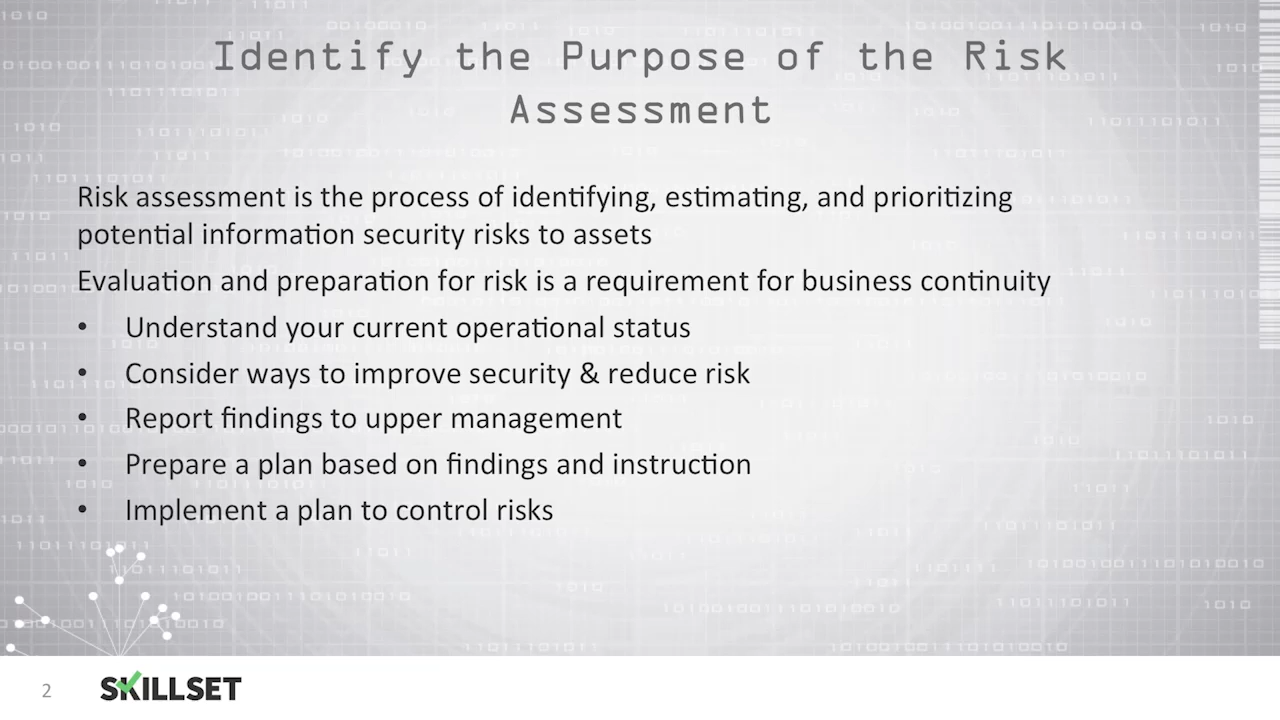 Identify the Purpose of the Risk
Assessment
Risk assessment is the process of identifying, estimating, and prioritizing
potential information security risks to assets
Evaluation and preparation for risk is a requirement for business continuity
• Understand your current operational status
• Consider ways to improve security & reduce risk
• Report findings to upper management
• Prepare a plan based on findings and instruction
• Implement a plan to control risks
2 SKILLSET